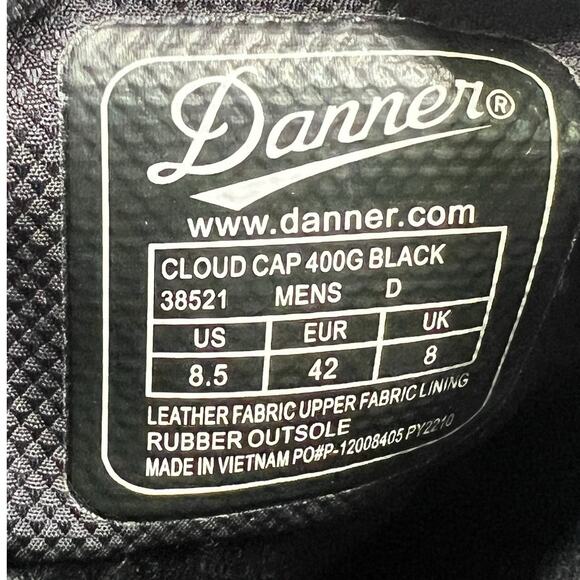 Danner®
www.danner.com
CLOUD CAP 400G BLACK
38521 MENS D
US EUR UK
8.5 42 8
LEATHER FABRIC UPPER FABRIC LINING
RUBBER OUTSOLE
MADE IN VIETNAM PO#P-12008405 PY2210